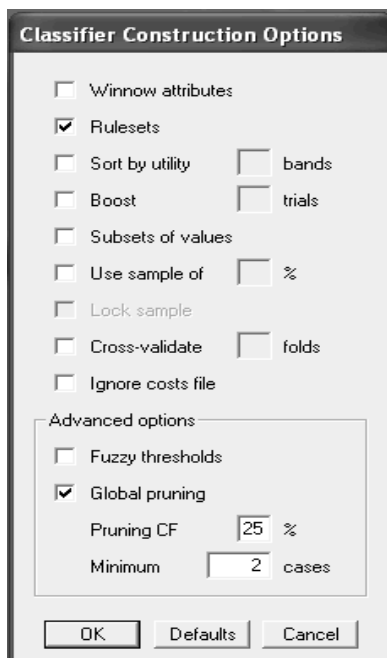 Classifier Construction Options
Winnow attributes
Rulesets
Sort by utility bands
Boost trials
Subsets of values
Use sample of %
Lock sample
Cross-validate folds
Ignore costs file
Advanced options
Fuzzy thresholds
Global pruning
Pruning CF 25 %
Minimum 2 cases
OK Defaults Cancel